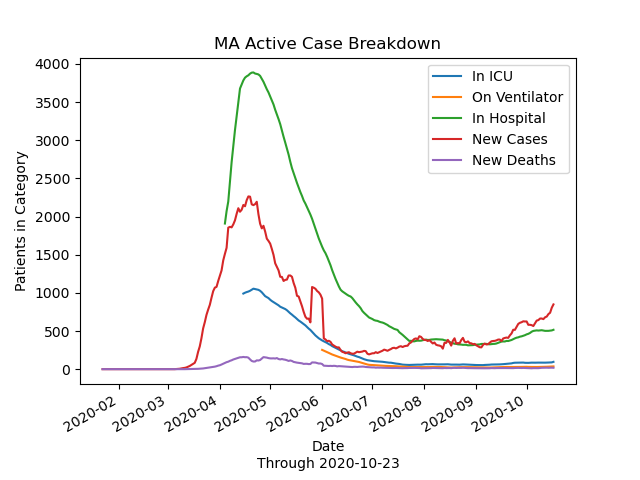 MA Active Case Breakdown
In ICU
On Ventilator
In Hospital
New Cases
New Deaths
Patients in Category
4000
3500
3000
2500
2000
1500
1000
500
0
2020-02
2020-03
2020-04
2020-05
2020-06
2020-07
2020-08
2020-09
2020-10
Date
Through 2020-10-23